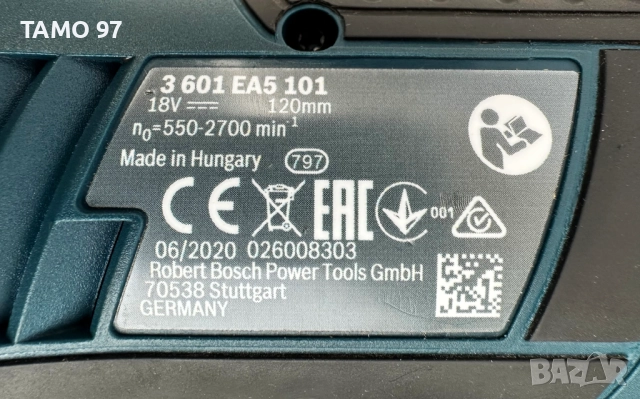 TAMO 97
3 601 EA5 101
18V ⎓ 120mm
n₀=550-2700 min⁻¹
Made in Hungary 797
CE EAC 001
06/2020 026008303
Robert Bosch Power Tools GmbH
70538 Stuttgart
GERMANY
BAZAR